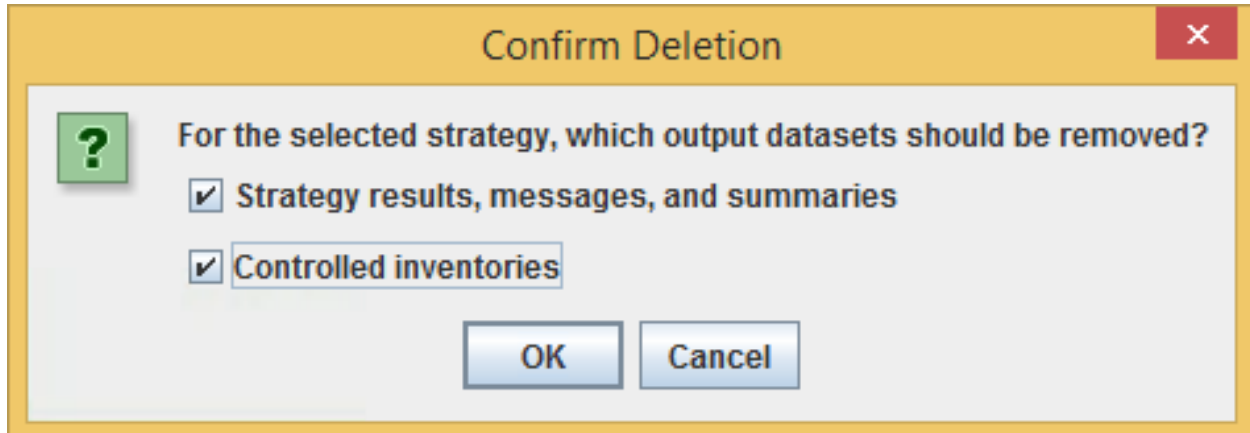 Confirm Deletion
For the selected strategy, which output datasets should be removed?
Strategy results, messages, and summaries
Controlled inventories
OK Cancel